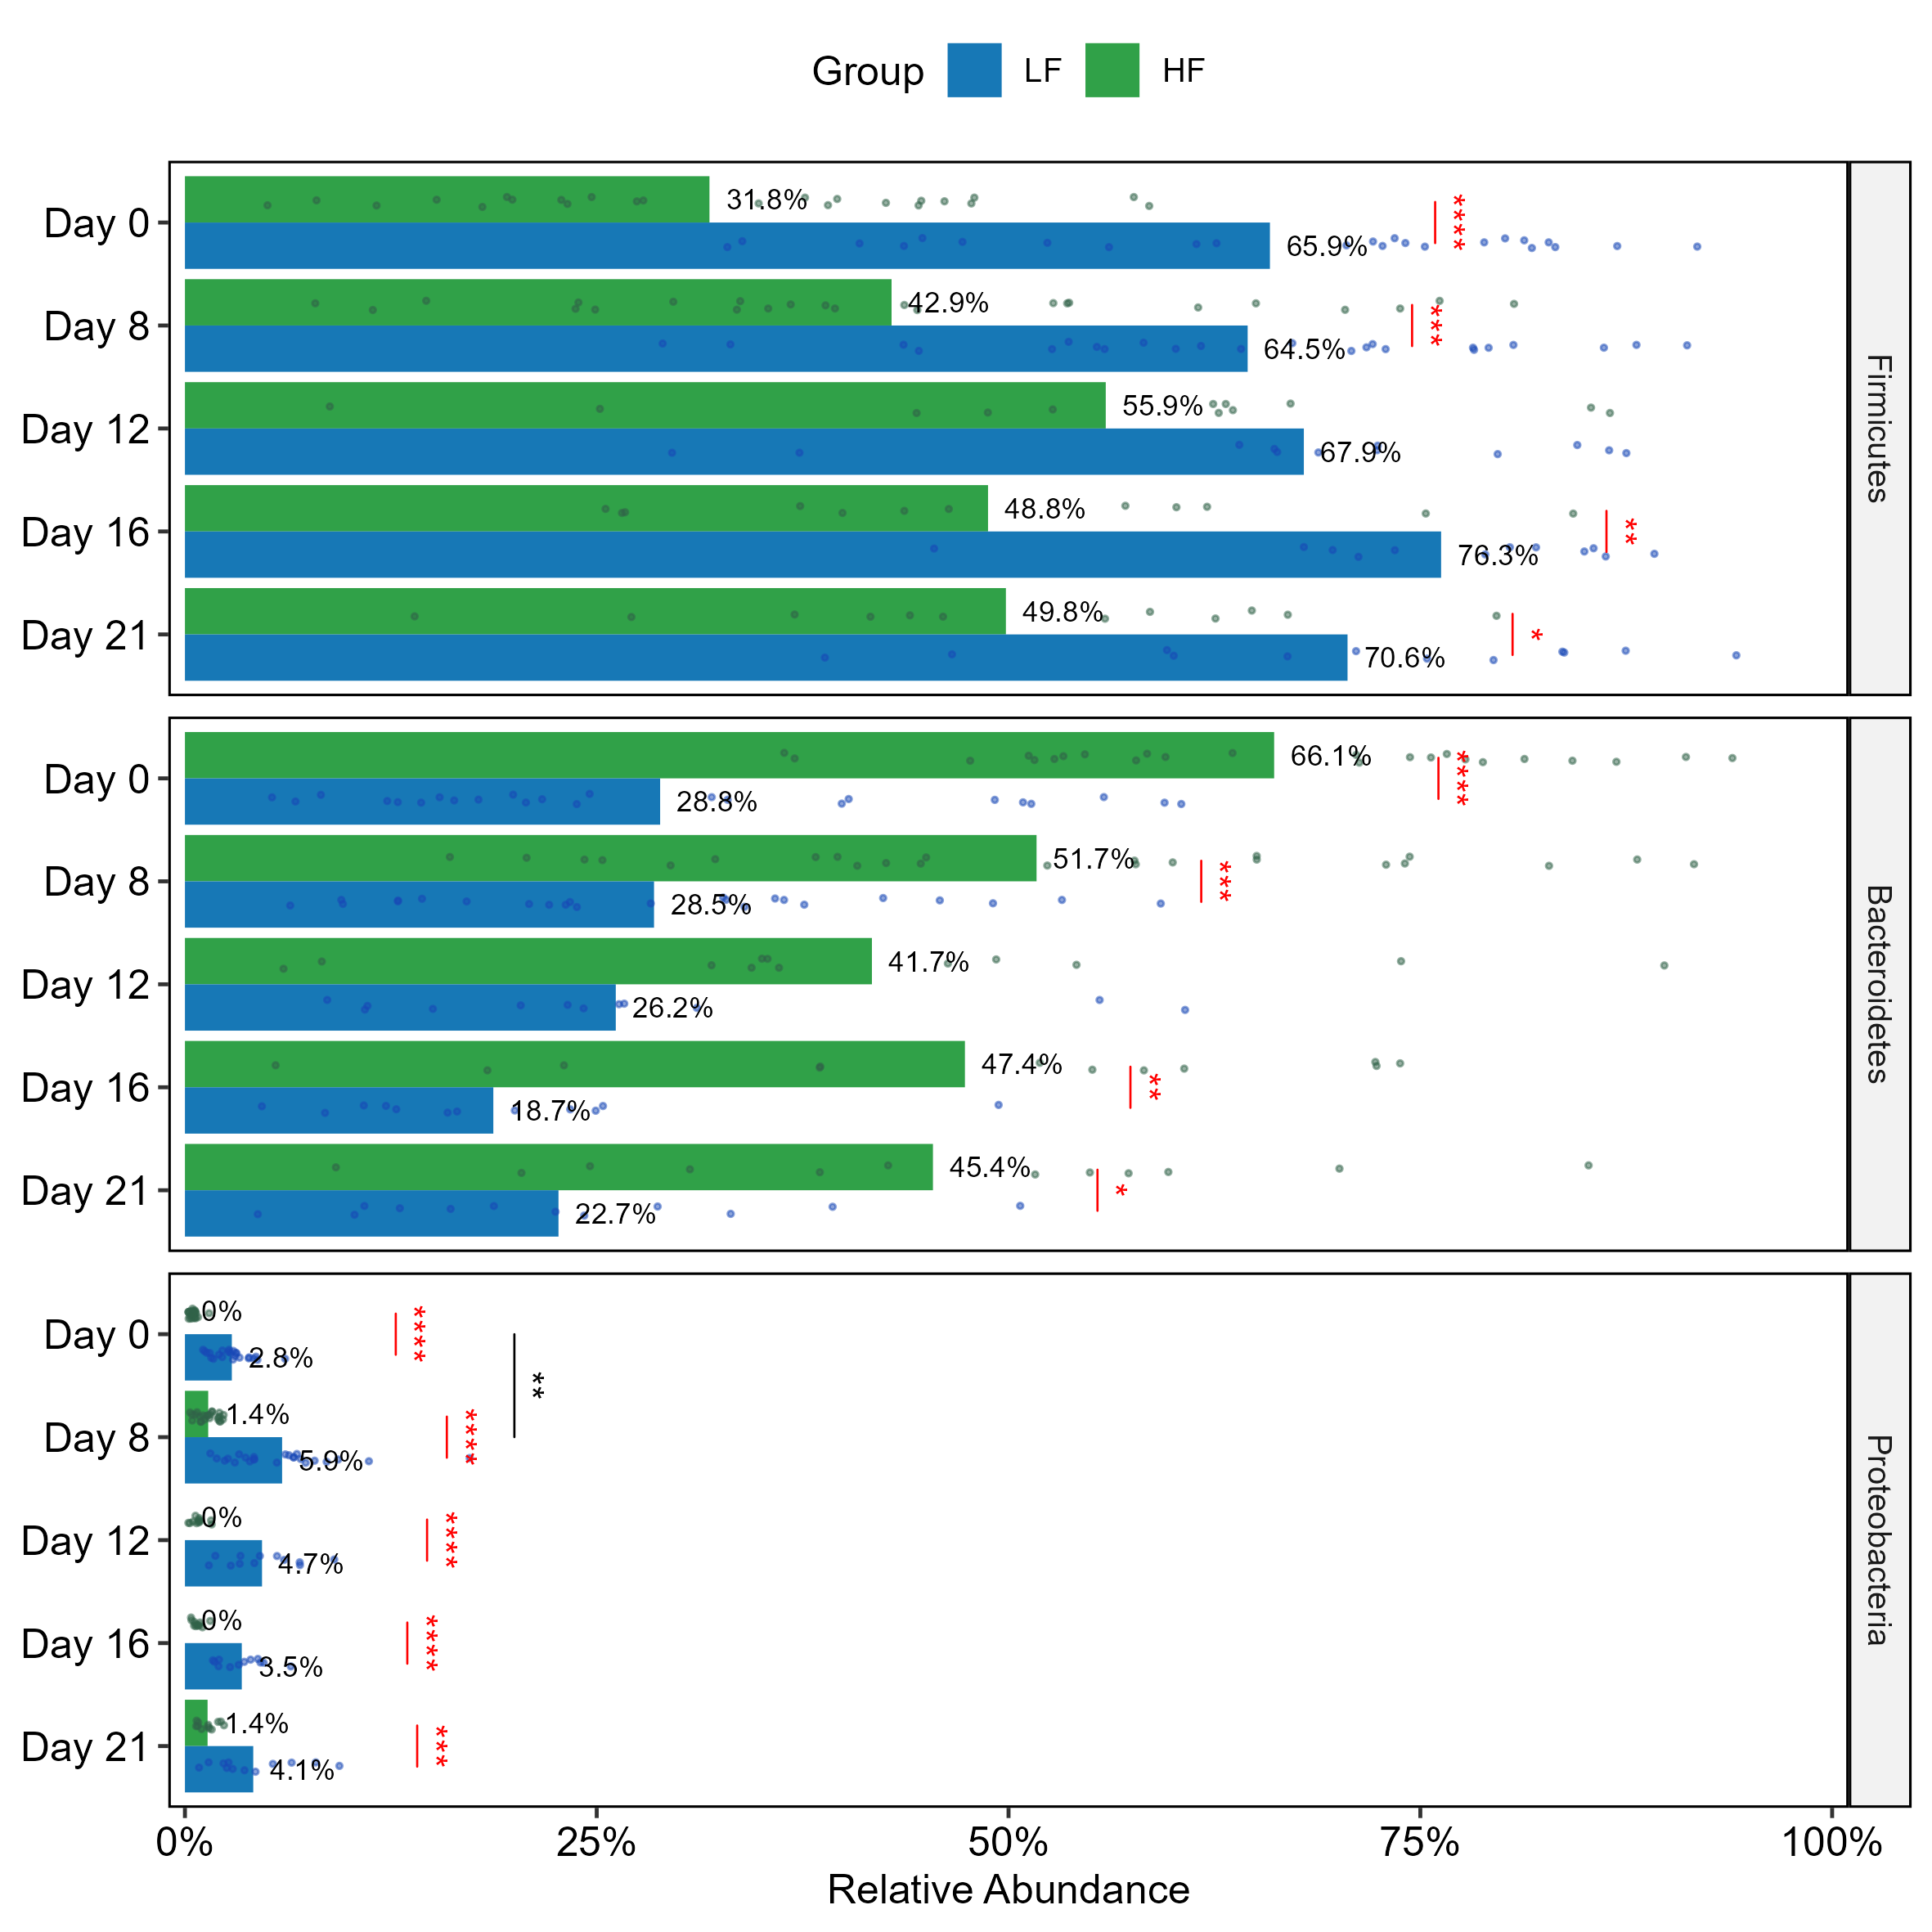 Group LF HF
Firmicutes
31.8%
Day 0 ****
65.9%
42.9%
Day 8 ***
64.5%
55.9%
Day 12
67.9%
48.8%
Day 16 **
76.3%
49.8%
Day 21 *
70.6%
Bacteroidetes
66.1%
Day 0 ****
28.8%
51.7%
Day 8 ***
28.5%
41.7%
Day 12
26.2%
47.4%
Day 16 **
18.7%
45.4%
Day 21 *
22.7%
Proteobacteria
0%
Day 0 ****
2.8%
**
1.4%
Day 8 ****
5.9%
0%
Day 12 ****
4.7%
0%
Day 16 ****
3.5%
1.4%
Day 21 ***
4.1%
0% 25% 50% 75% 100%
Relative Abundance